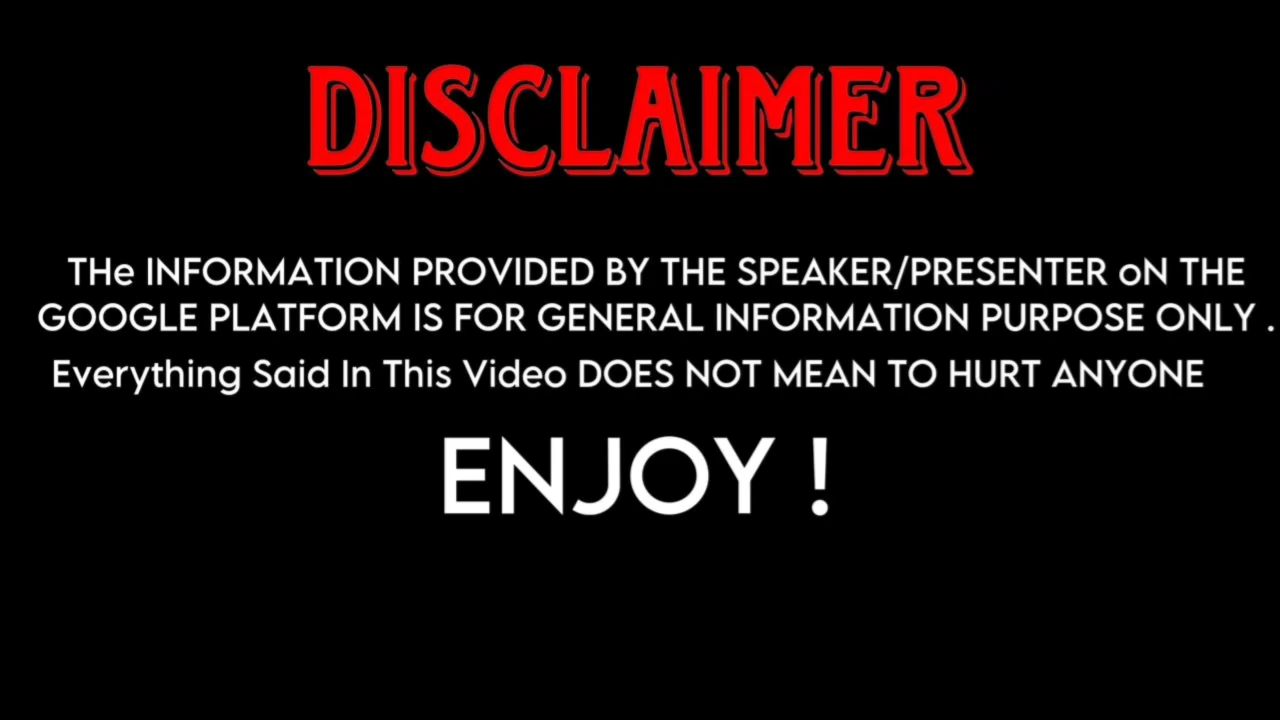 DISCLAIMER
THe INFORMATION PROVIDED BY THE SPEAKER/PRESENTER oN THE
GOOGLE PLATFORM IS FOR GENERAL INFORMATION PURPOSE ONLY .
Everything Said In This Video DOES NOT MEAN TO HURT ANYONE
ENJOY !